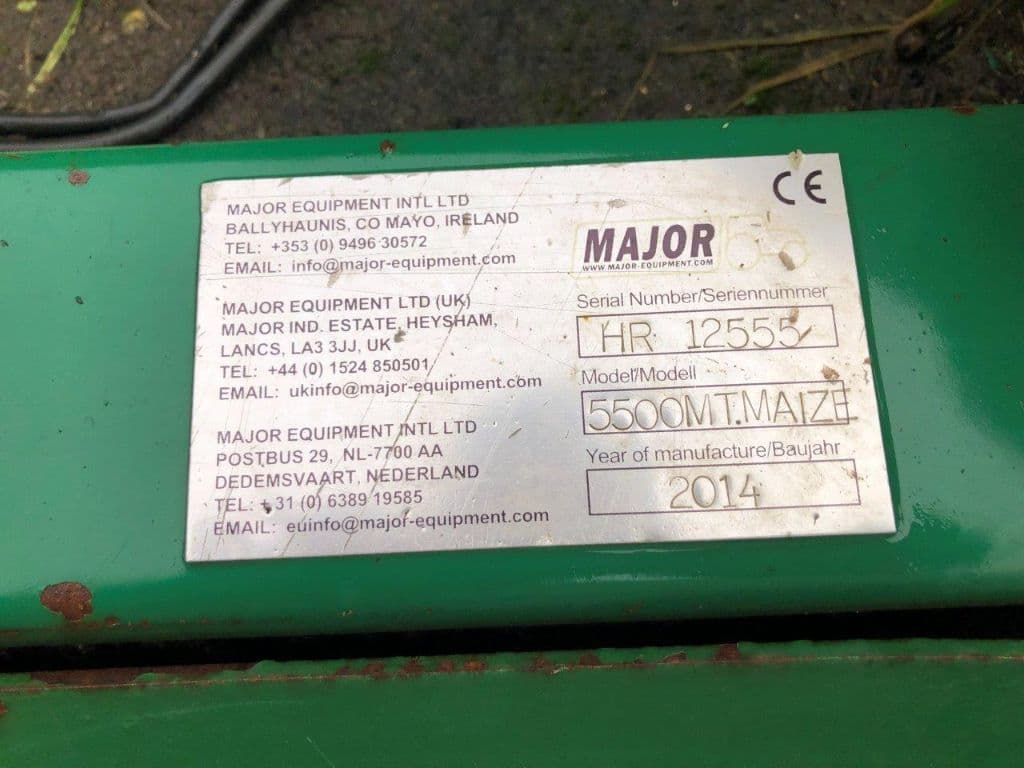 MAJOR EQUIPMENT INTL LTD
BALLYHAUNIS, CO MAYO, IRELAND
TEL: +353 (0) 9496 30572
EMAIL: info@major-equipment.com
MAJOR EQUIPMENT LTD (UK)
MAJOR IND. ESTATE, HEYSHAM,
LANCS, LA3 3JJ, UK
TEL: +44 (0) 1524 850501
EMAIL: ukinfo@major-equipment.com
MAJOR EQUIPMENT INTL LTD
POSTBUS 29, NL-7700 AA
DEDEMSVAART, NEDERLAND
TEL: +31 (0) 6389 19585
EMAIL: euinfo@major-equipment.com
CE
MAJOR
WWW.MAJOR-EQUIPMENT.COM
Serial Number/Seriennummer
HR 12555
Model/Modell
5500MT.MAIZE
Year of manufacture/Baujahr
2014